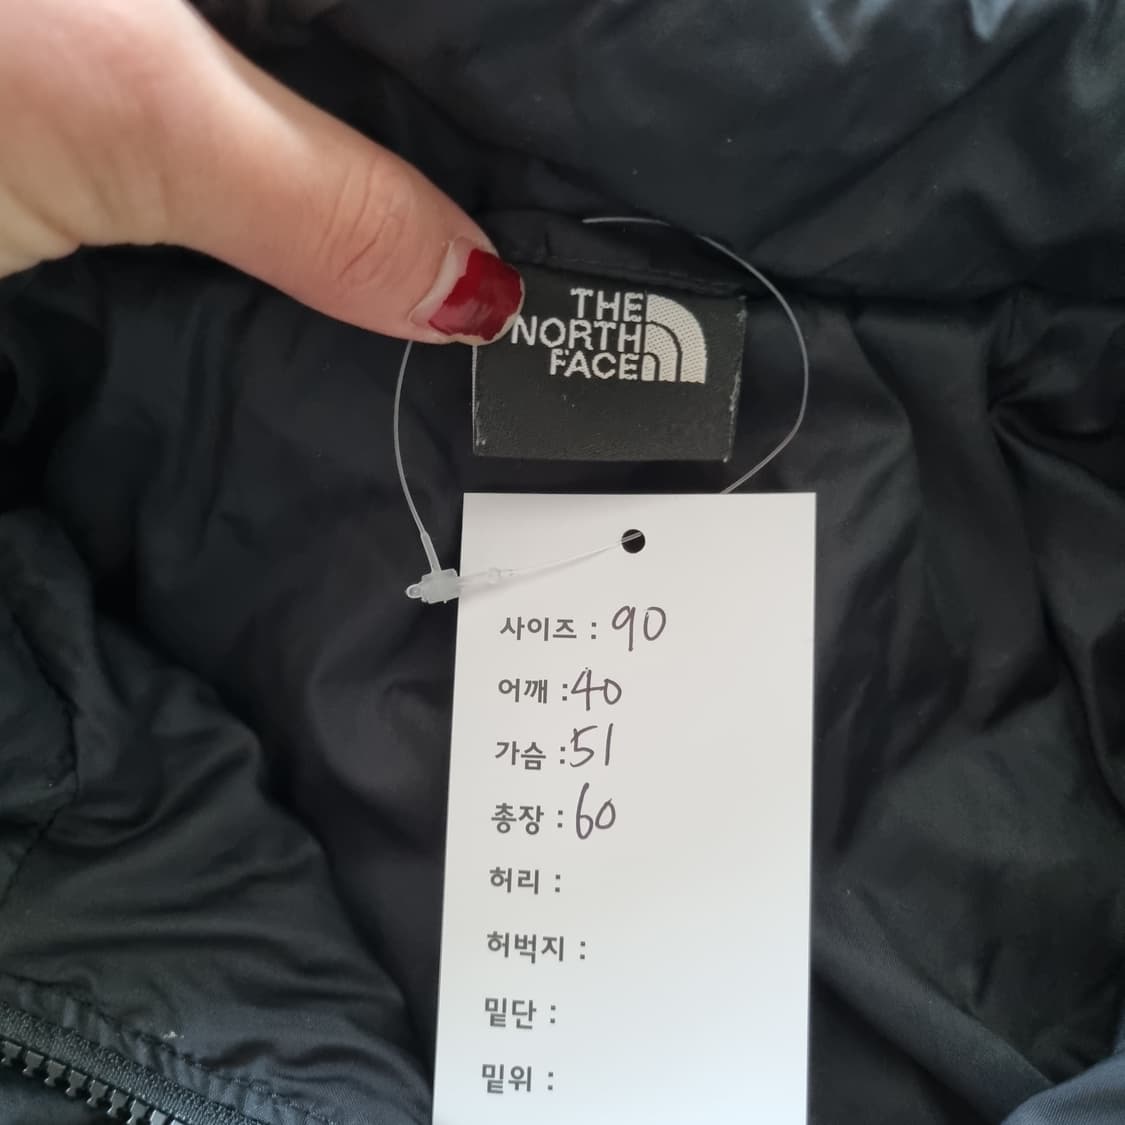 THE
NORTH
FACE
사이즈 : 90
어깨 : 40
가슴 : 51
총장 : 60
허리 :
허벅지 :
밑단 :
밑위 :